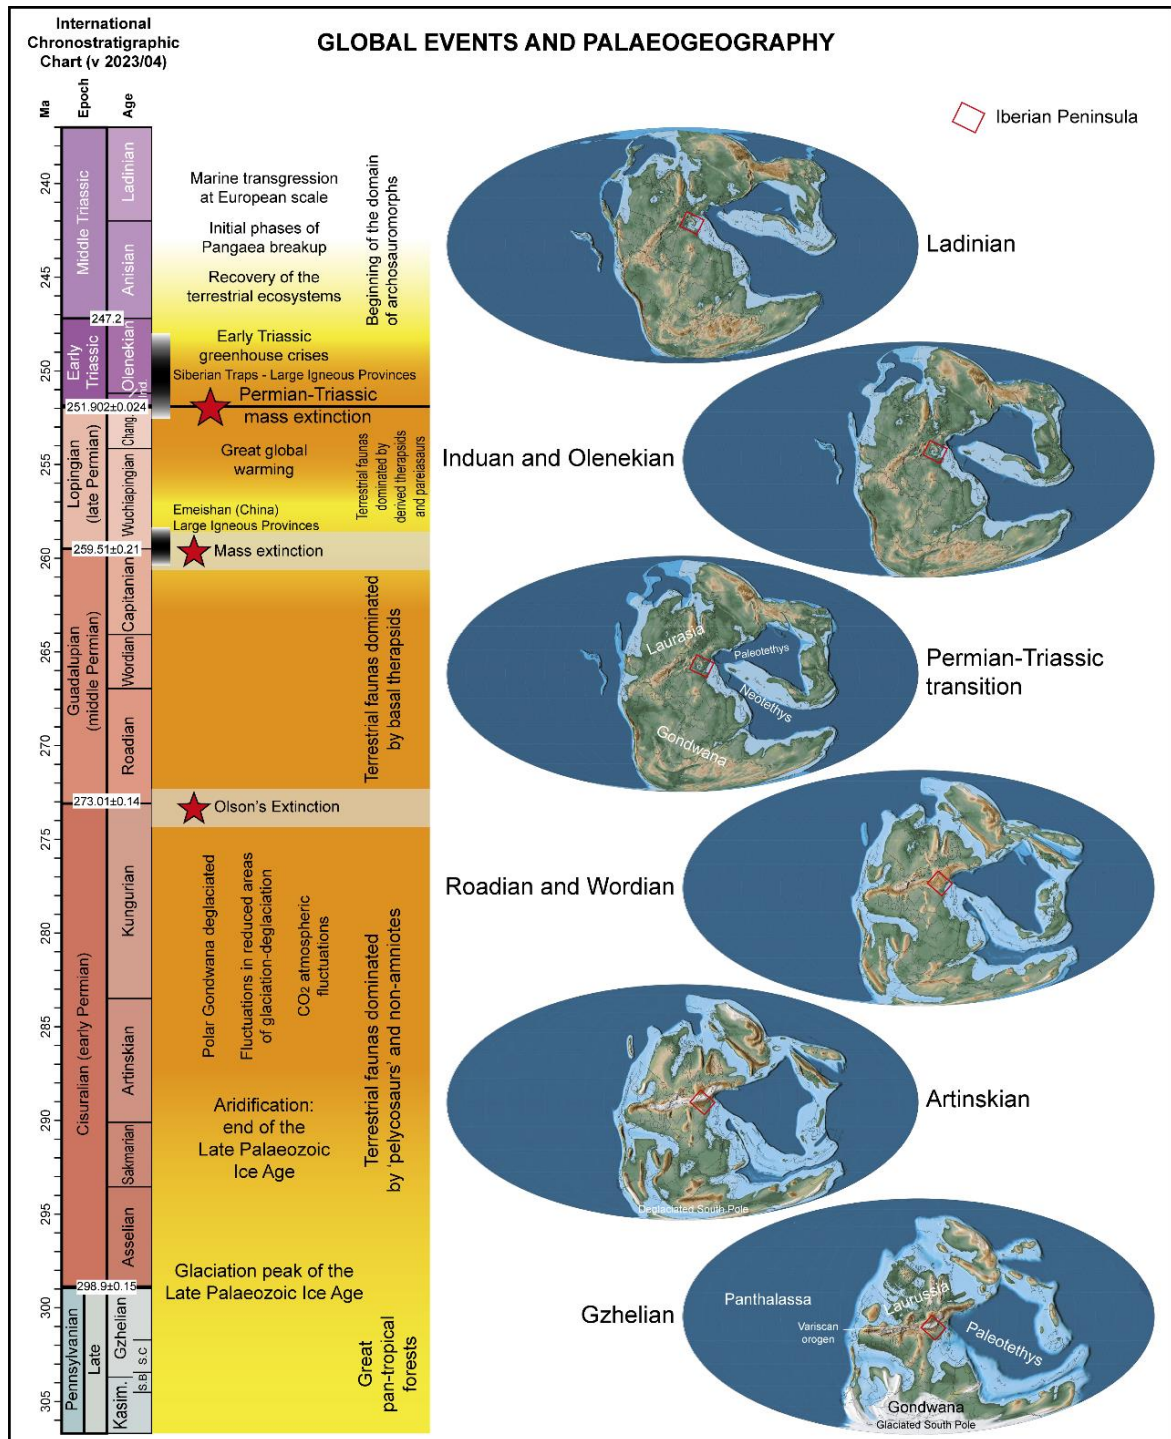 International
Chronostratigraphic
Chart (v 2023/04)
GLOBAL EVENTS AND PALAEOGEOGRAPHY
Ma
Epoch
Age
Iberian Peninsula
240
245
250
255
260
265
270
275
280
285
290
295
300
305
Middle Triassic
Early
Triassic
Lopingian
(late Permian)
Guadalupian
(middle Permian)
Cisuralian (early Permian)
Pennsylvanian
Late
Ladinian
Anisian
247.2
Olenekian
Ind.
251.902±0.024
Chang.
Wuchiapingian
259.51±0.21
Capitanian
Wordian
Roadian
273.01±0.14
Kungurian
Artinskian
Sakmarian
Asselian
298.9±0.15
Gzhelian
Kasim.
S.C
S.B
Marine transgression
at European scale
Initial phases of
Pangaea breakup
Recovery of the
terrestrial ecosystems
Beginning of the domain
of archosauromorphs
Early Triassic
greenhouse crises
Siberian Traps - Large Igneous Provinces
Permian-Triassic
mass extinction
Great global
warming
Terrestrial faunas
dominated by
derived therapsids
and pareiasaurs
Emeishan (China)
Large Igneous Provinces
Mass extinction
Terrestrial faunas dominated
by basal therapsids
Olson's Extinction
Polar Gondwana deglaciated
Fluctuations in reduced areas
of glaciation-deglaciation
CO2 atmospheric
fluctuations
Terrestrial faunas dominated
by 'pelycosaurs' and non-amniotes
Aridification:
end of the
Late Palaeozoic
Ice Age
Glaciation peak of the
Late Palaeozoic Ice Age
Great
pan-tropical
forests
Ladinian
Induan and Olenekian
Laurasia
Paleotethys
Neotethys
Gondwana
Permian-Triassic
transition
Roadian and Wordian
Artinskian
Deglaciated South Pole
Gzhelian
Panthalassa
Laurussia
Variscan
orogen
Paleotethys
Gondwana
Glaciated South Pole